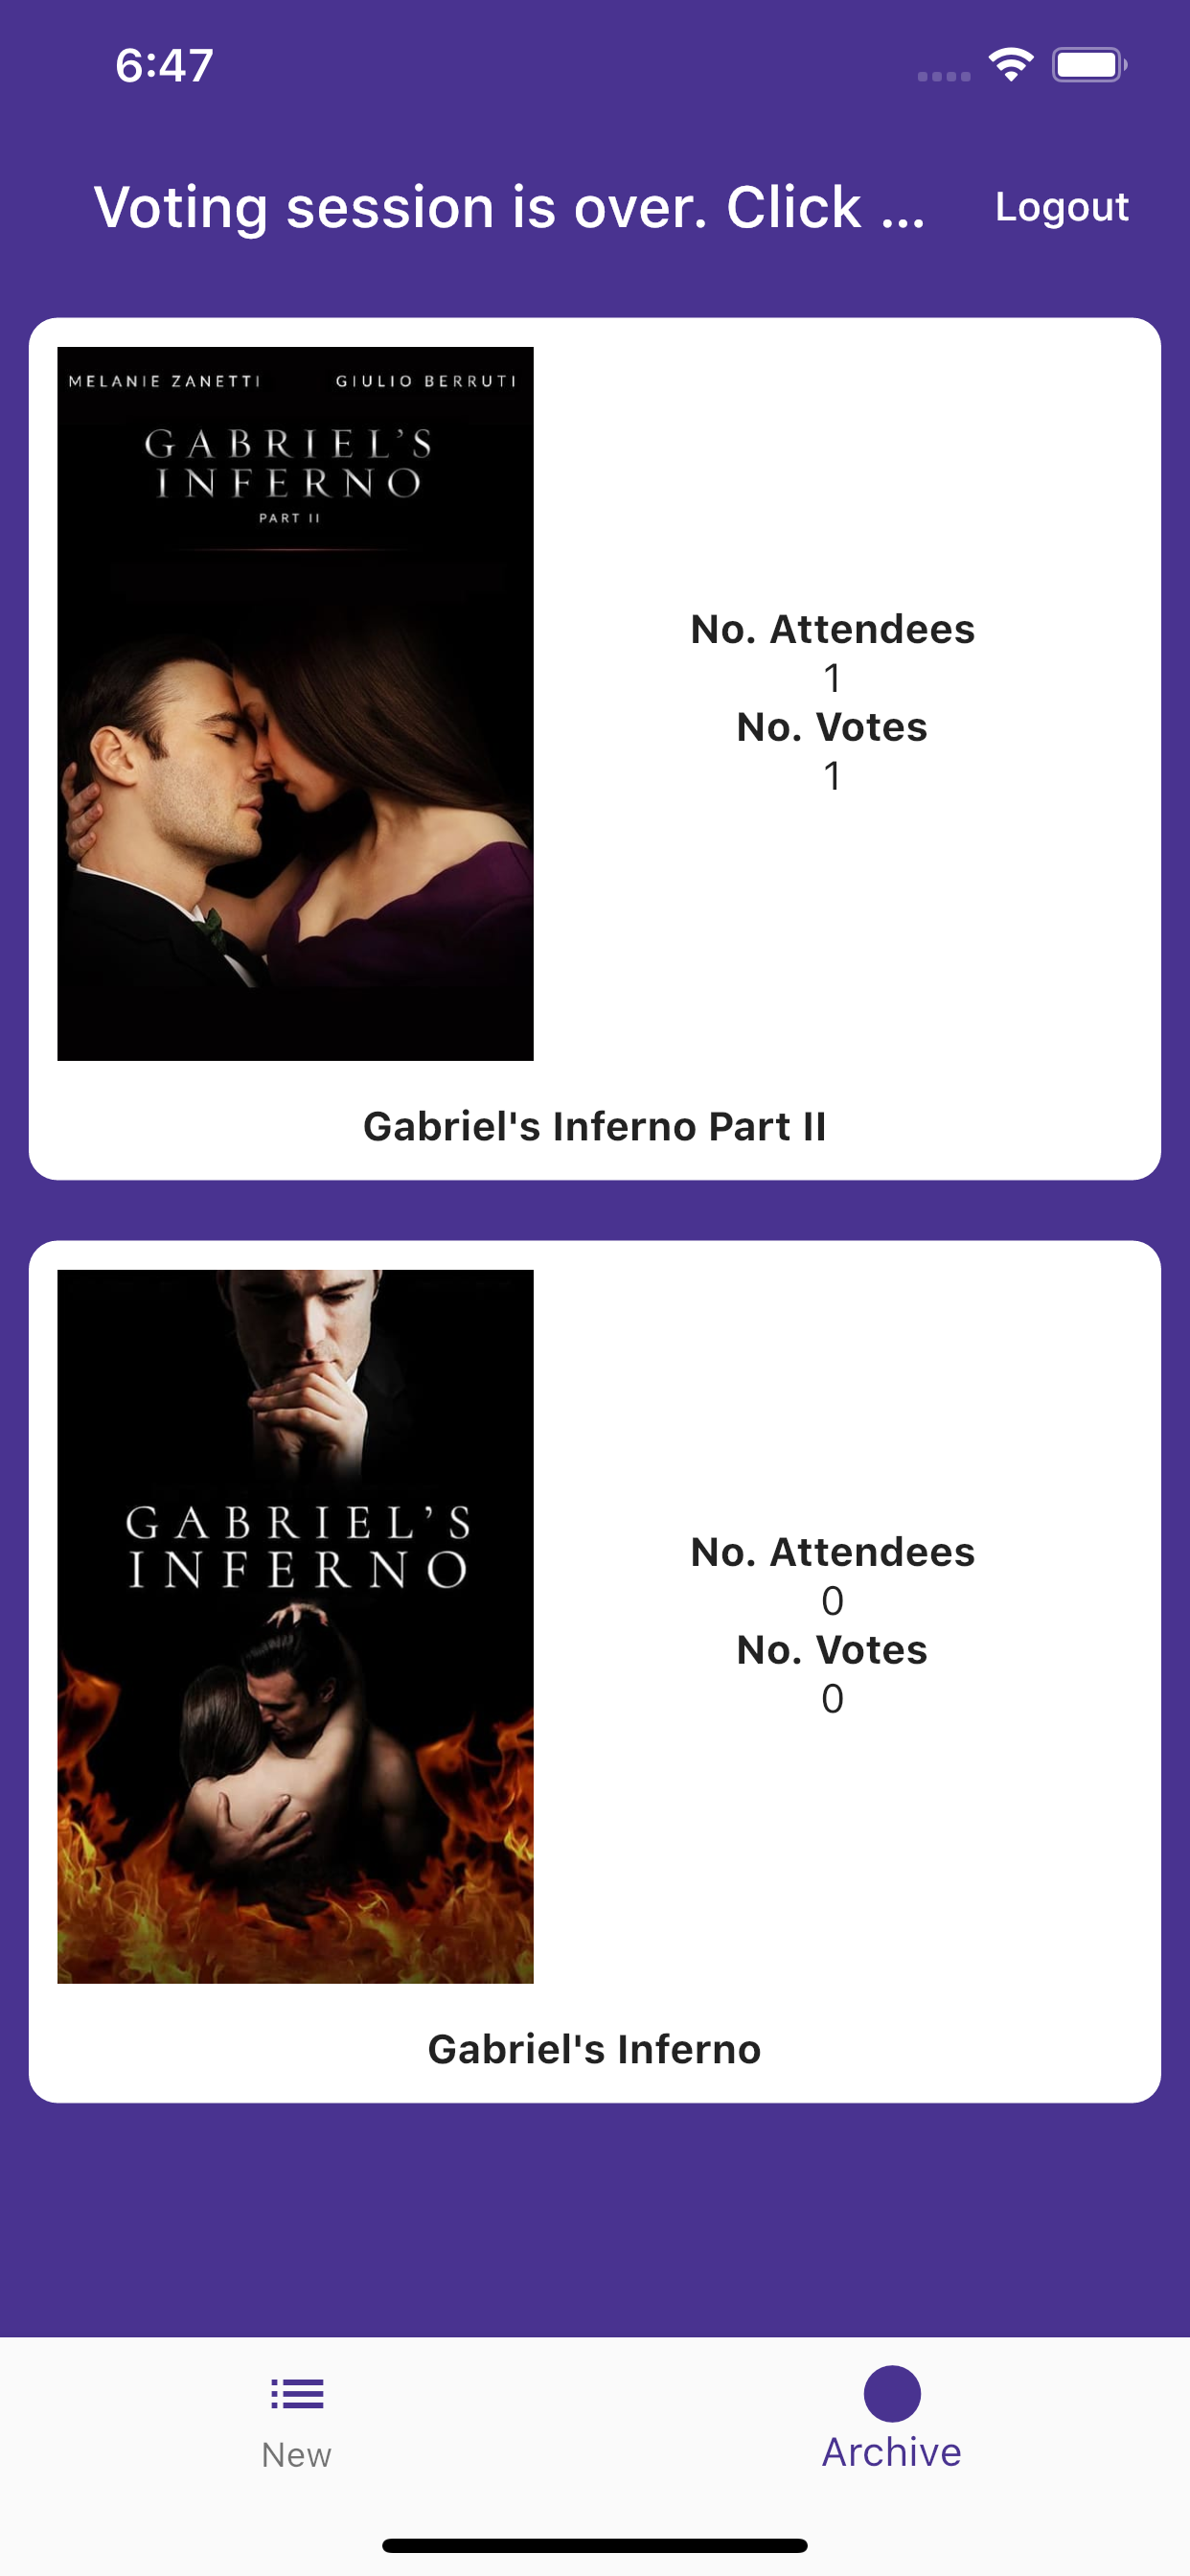 6:47
Voting session is over. Click ...
Logout
MELANIE ZANETTI
GIULIO BERRUTI
GABRIEL'S
INFERNO
PART II
No. Attendees
1
No. Votes
1
Gabriel's Inferno Part II
GABRIEL'S
INFERNO
No. Attendees
0
No. Votes
0
Gabriel's Inferno
New
Archive